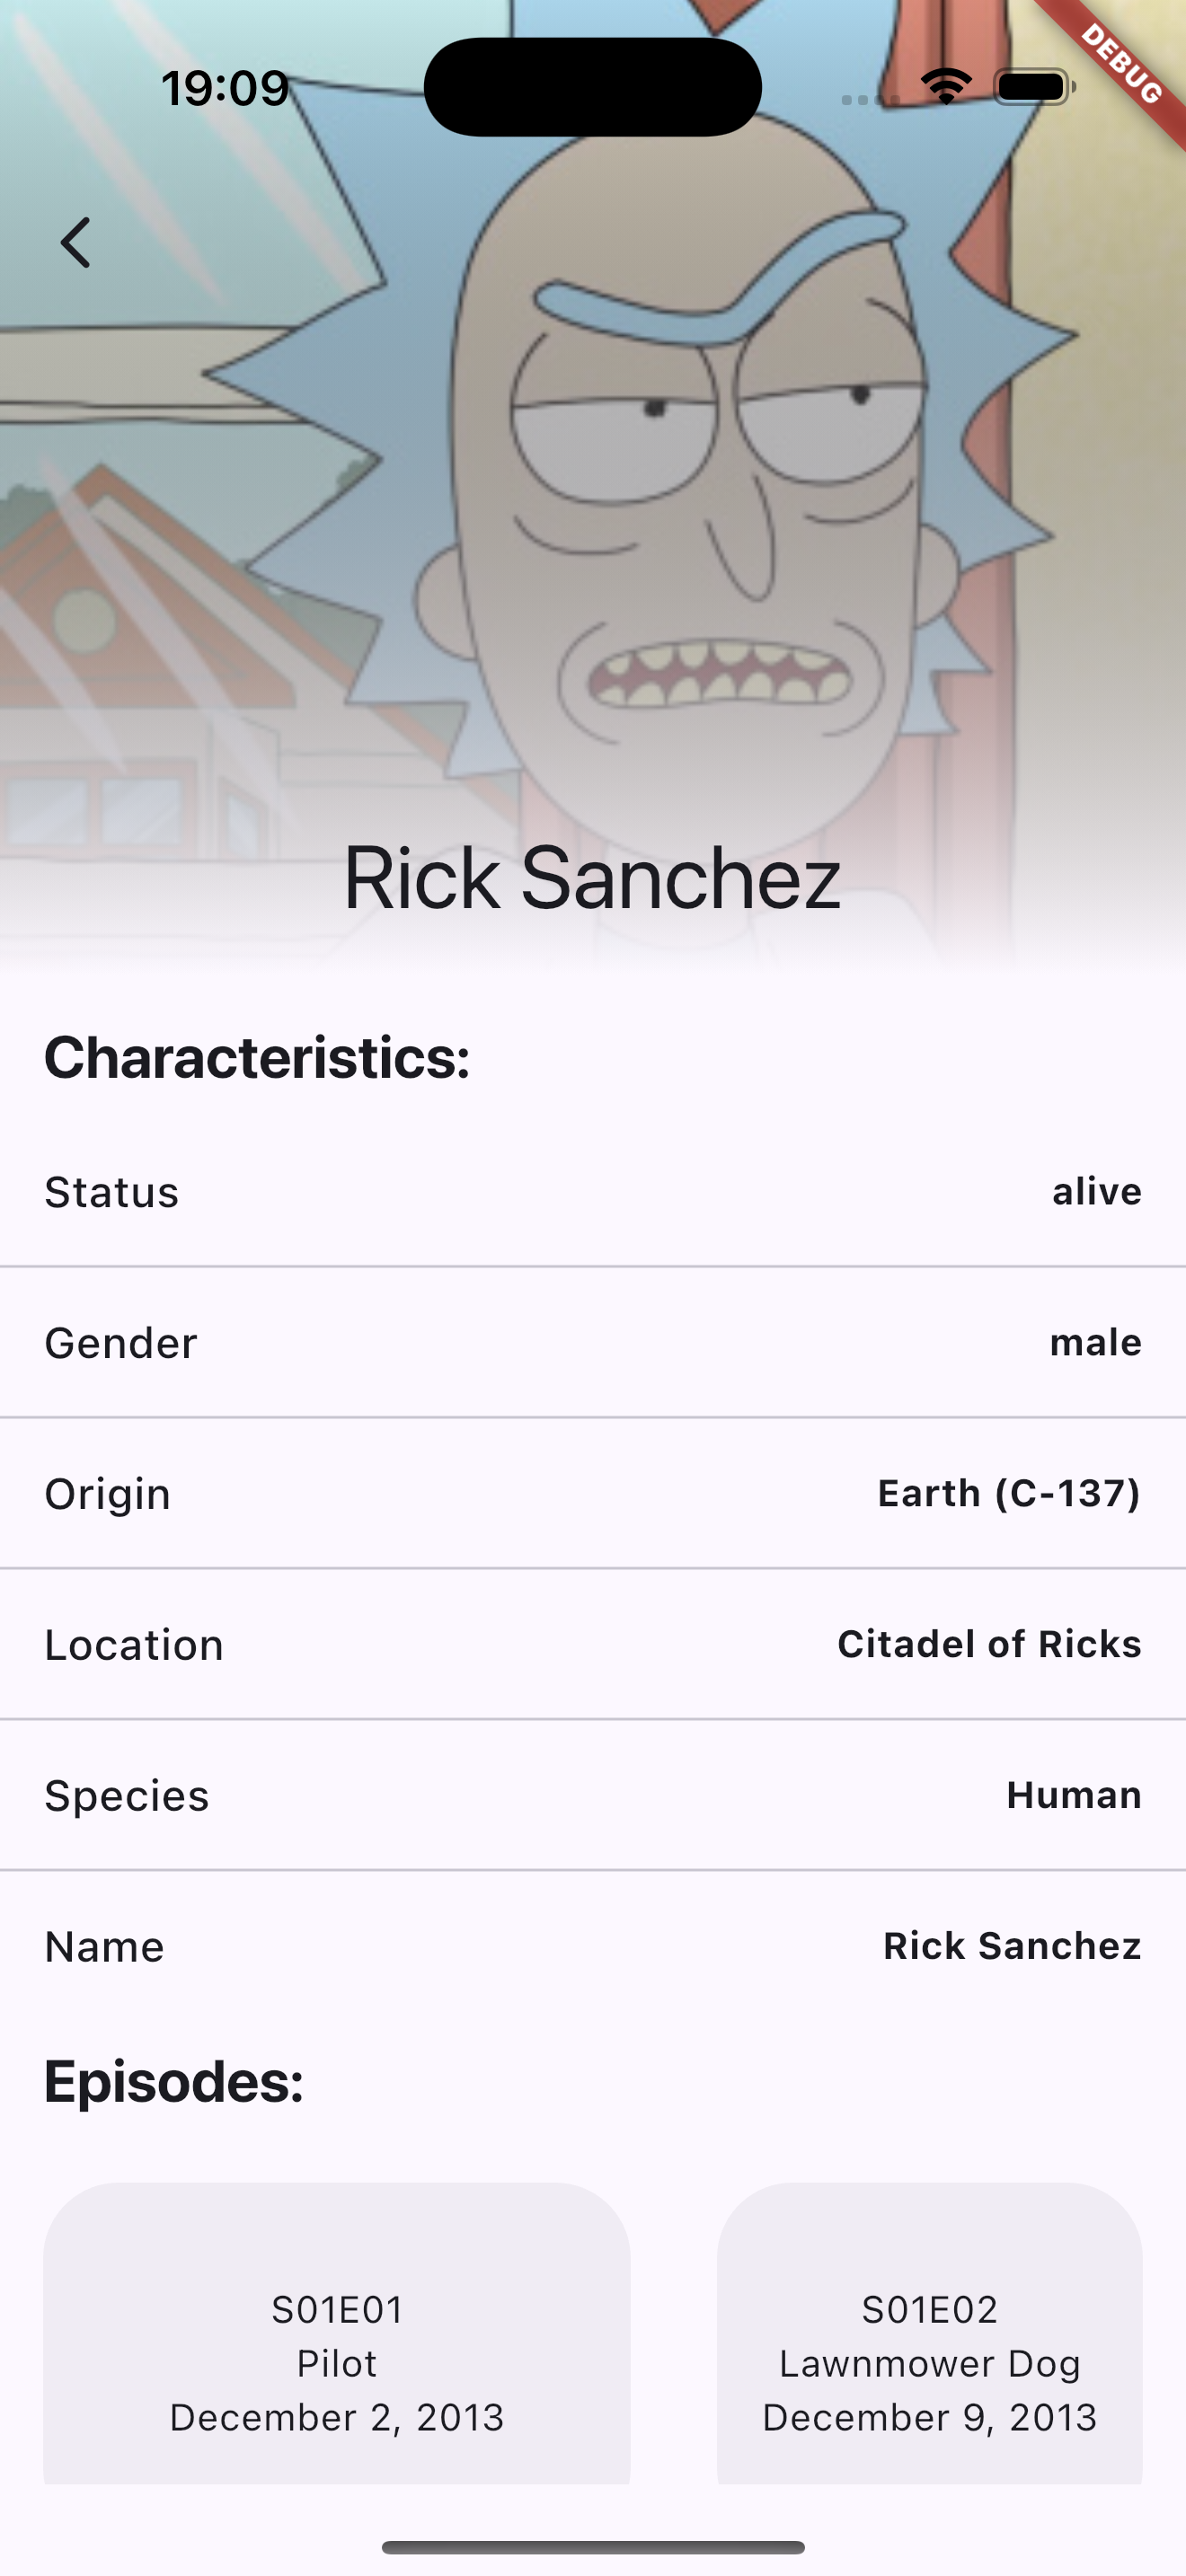 19:09
DEBUG
Rick Sanchez
Characteristics:
Status alive
Gender male
Origin Earth (C-137)
Location Citadel of Ricks
Species Human
Name Rick Sanchez
Episodes:
S01E01
Pilot
December 2, 2013
S01E02
Lawnmower Dog
December 9, 2013